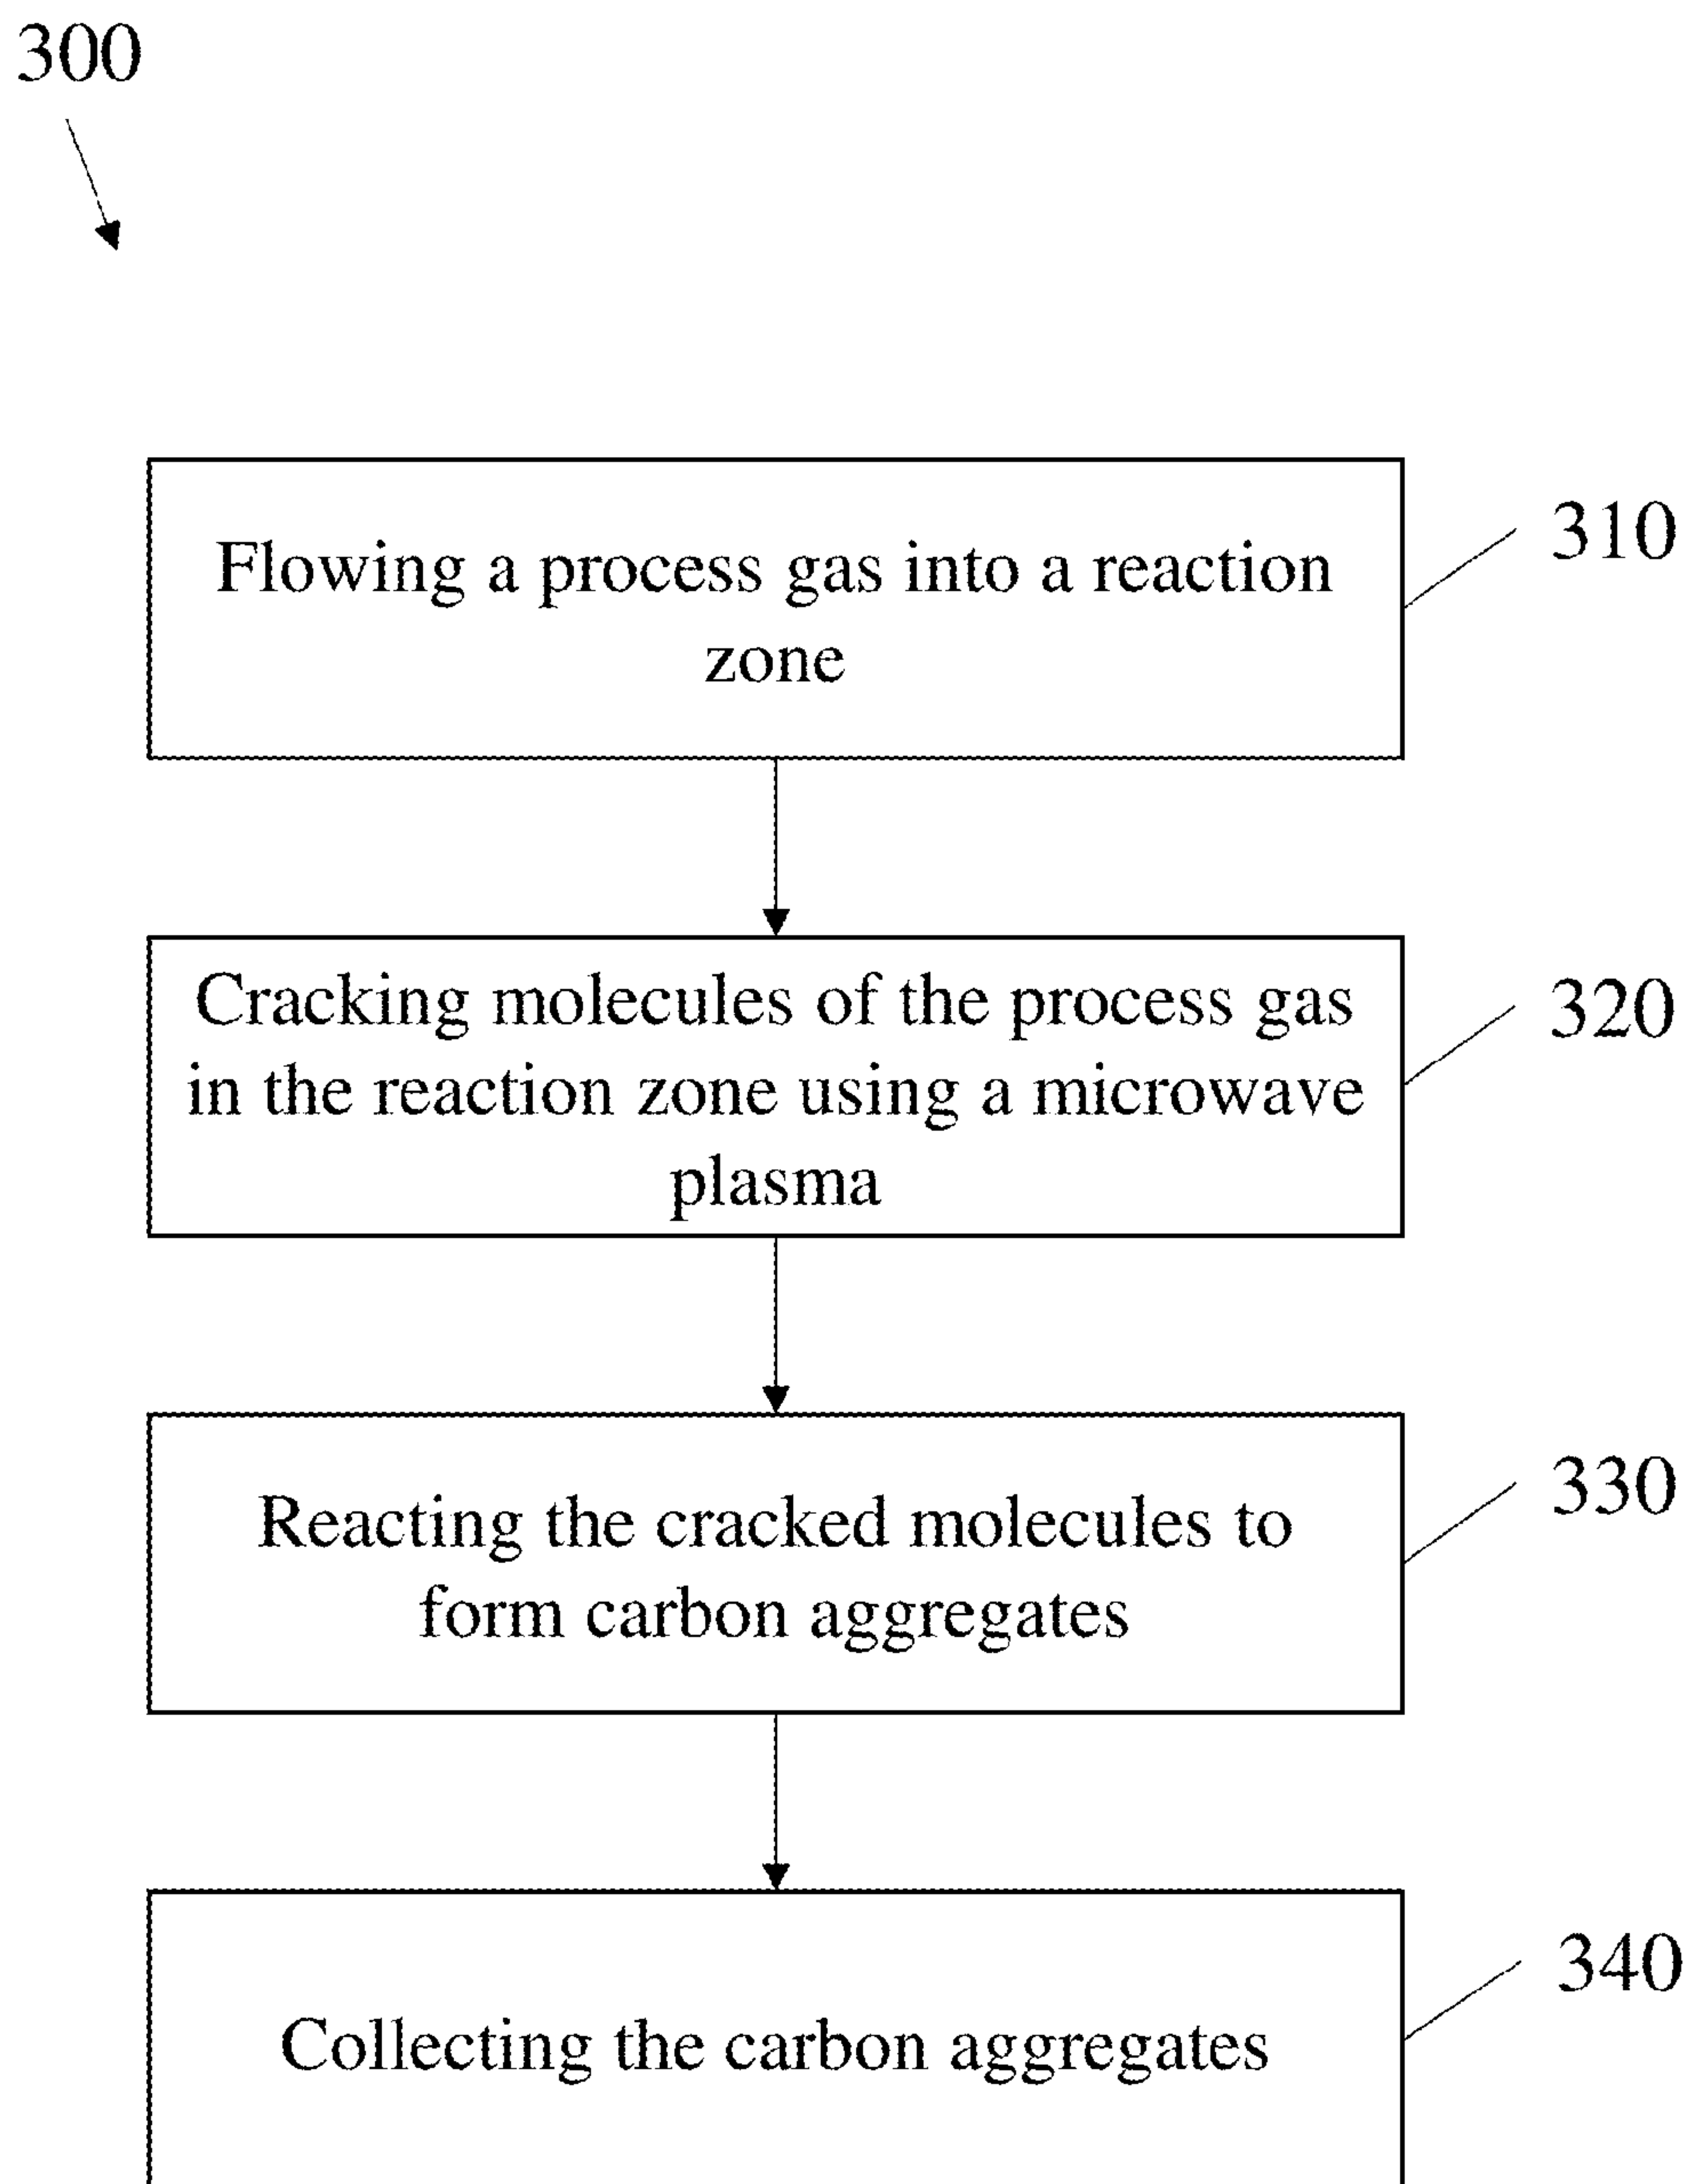 300
Flowing a process gas into a reaction
zone
310
Cracking molecules of the process gas
in the reaction zone using a microwave
plasma
320
Reacting the cracked molecules to
form carbon aggregates
330
Collecting the carbon aggregates
340